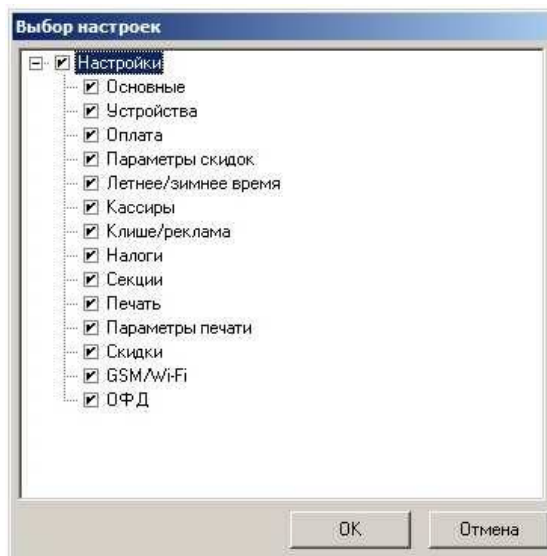 Выбор настроек
Настройки
Основные
Устройства
Оплата
Параметры скидок
Летнее/зимнее время
Кассиры
Клише/реклама
Налоги
Секции
Печать
Параметры печати
Скидки
GSM/Wi-Fi
ОФД
OK
Отмена